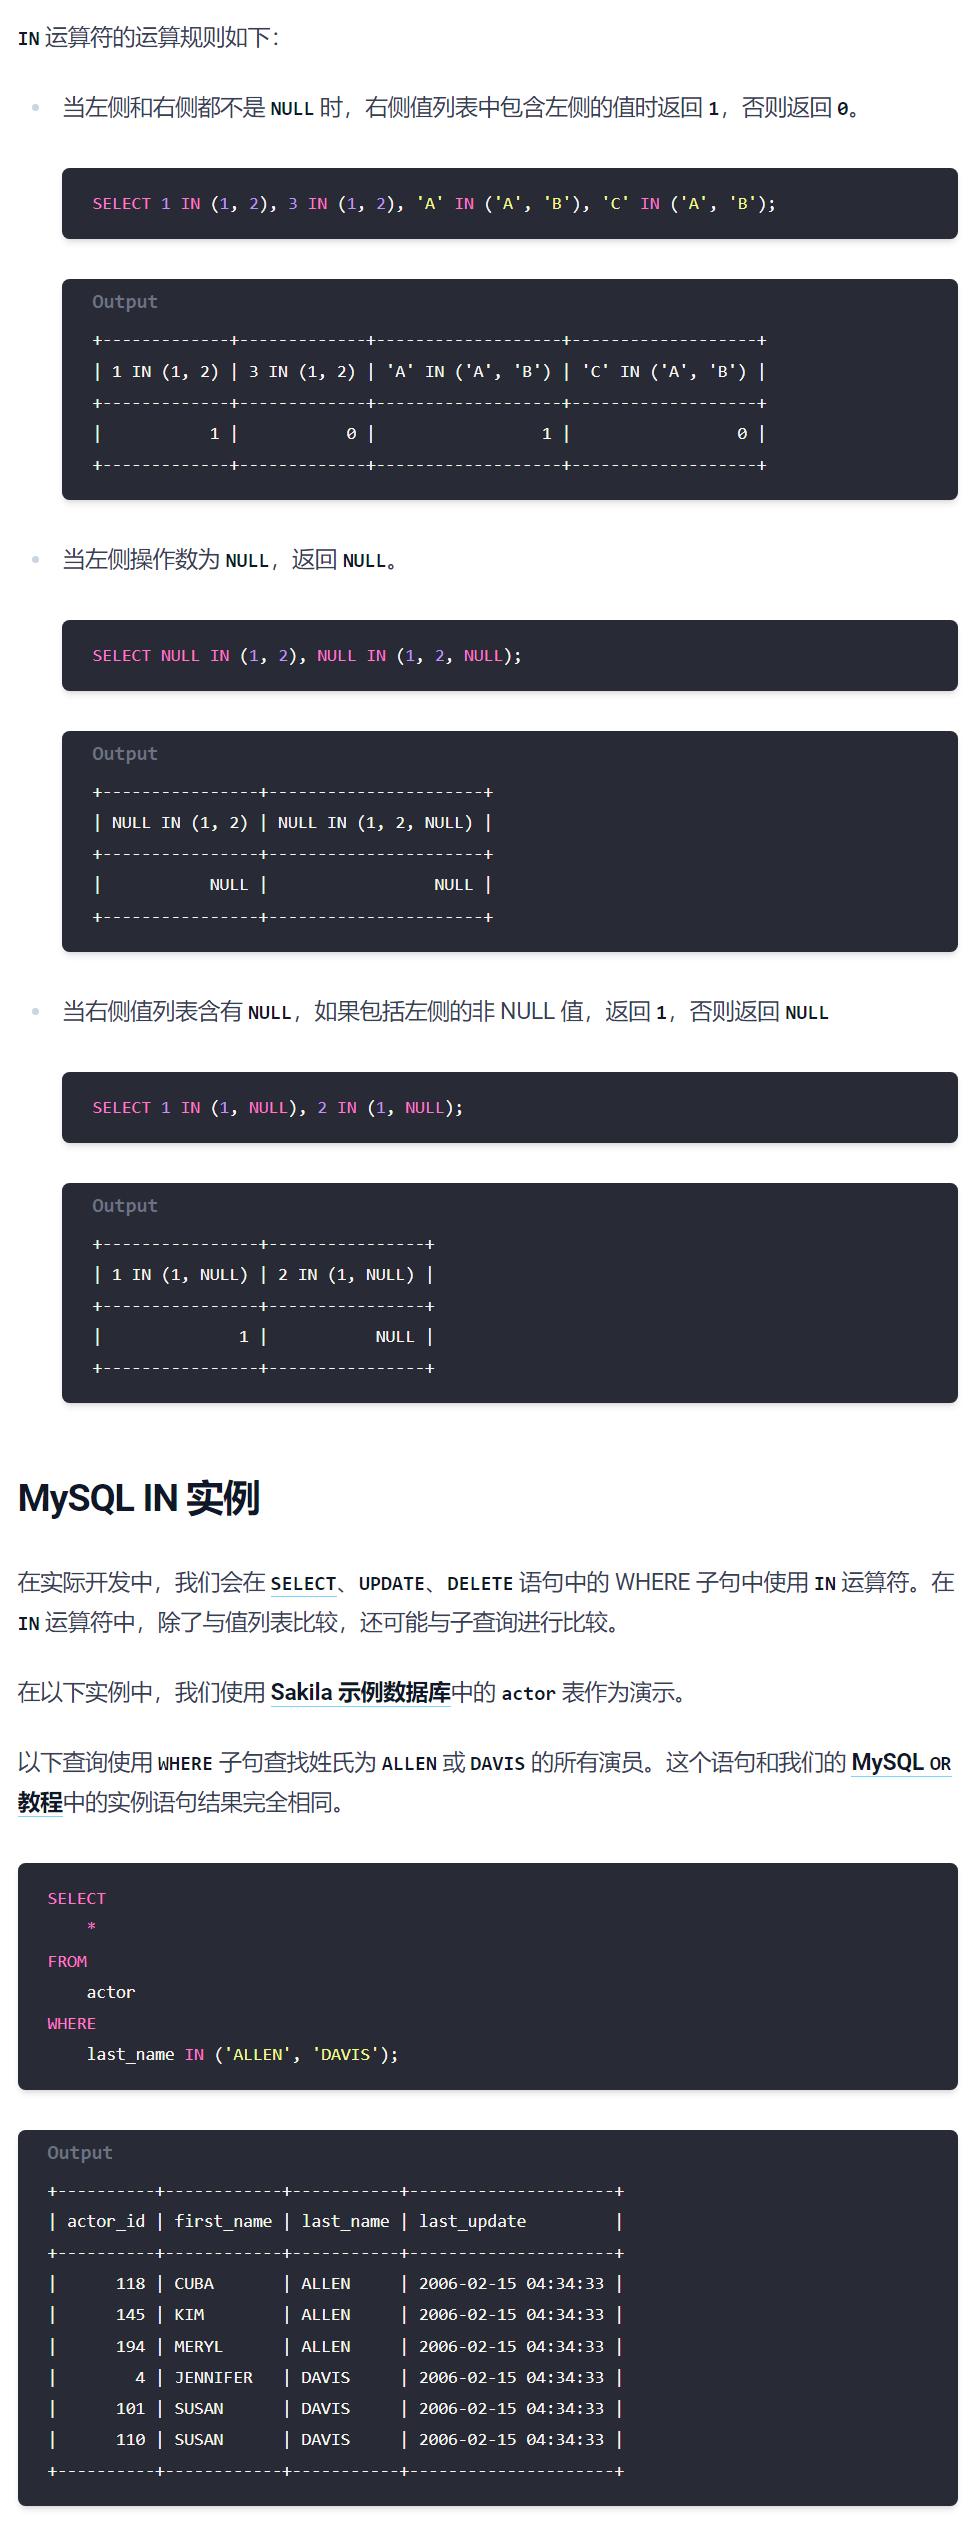 IN 运算符的运算规则如下：
当左侧和右侧都不是 NULL 时，右侧值列表中包含左侧的值时返回 1，否则返回 0。
SELECT 1 IN (1, 2), 3 IN (1, 2), 'A' IN ('A', 'B'), 'C' IN ('A', 'B');
Output
+-------------+-------------+-------------------+-------------------+
| 1 IN (1, 2) | 3 IN (1, 2) | 'A' IN ('A', 'B') | 'C' IN ('A', 'B') |
+-------------+-------------+-------------------+-------------------+
|           1 |           0 |                 1 |                 0 |
+-------------+-------------+-------------------+-------------------+
当左侧操作数为 NULL，返回 NULL。
SELECT NULL IN (1, 2), NULL IN (1, 2, NULL);
Output
+----------------+----------------------+
| NULL IN (1, 2) | NULL IN (1, 2, NULL) |
+----------------+----------------------+
|           NULL |                 NULL |
+----------------+----------------------+
当右侧值列表含有 NULL，如果包括左侧的非 NULL 值，返回 1，否则返回 NULL
SELECT 1 IN (1, NULL), 2 IN (1, NULL);
Output
+----------------+----------------+
| 1 IN (1, NULL) | 2 IN (1, NULL) |
+----------------+----------------+
|              1 |           NULL |
+----------------+----------------+
MySQL IN 实例
在实际开发中，我们会在 SELECT、UPDATE、DELETE 语句中的 WHERE 子句中使用 IN 运算符。在
IN 运算符中，除了与值列表比较，还可能与子查询进行比较。
在以下实例中，我们使用 Sakila 示例数据库中的 actor 表作为演示。
以下查询使用 WHERE 子句查找姓氏为 ALLEN 或 DAVIS 的所有演员。这个语句和我们的 MySQL OR
教程中的实例语句结果完全相同。
SELECT
    *
FROM
    actor
WHERE
    last_name IN ('ALLEN', 'DAVIS');
Output
+----------+------------+-----------+---------------------+
| actor_id | first_name | last_name | last_update         |
+----------+------------+-----------+---------------------+
|      118 | CUBA       | ALLEN     | 2006-02-15 04:34:33 |
|      145 | KIM        | ALLEN     | 2006-02-15 04:34:33 |
|      194 | MERYL      | ALLEN     | 2006-02-15 04:34:33 |
|        4 | JENNIFER   | DAVIS     | 2006-02-15 04:34:33 |
|      101 | SUSAN      | DAVIS     | 2006-02-15 04:34:33 |
|      110 | SUSAN      | DAVIS     | 2006-02-15 04:34:33 |
+----------+------------+-----------+---------------------+